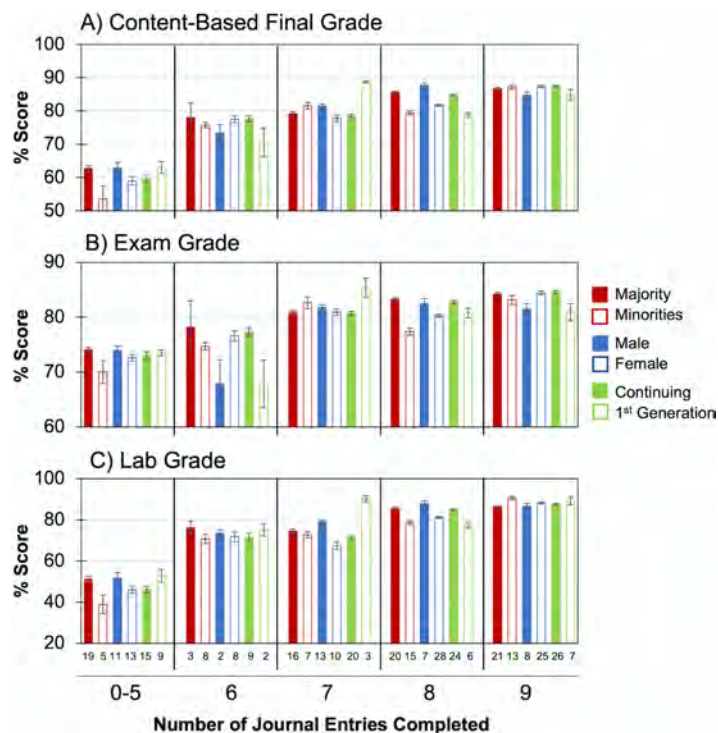 A) Content-Based Final Grade
100
90
80
70
60
50
% Score
B) Exam Grade
90
80
70
60
% Score
Majority
Minorities
Male
Female
Continuing
1st Generation
C) Lab Grade
100
80
60
40
20
% Score
19 5 11 13 15 9 3 8 2 8 9 2 16 7 13 10 20 3 20 15 7 28 24 6 21 13 8 25 26 7
0-5 6 7 8 9
Number of Journal Entries Completed